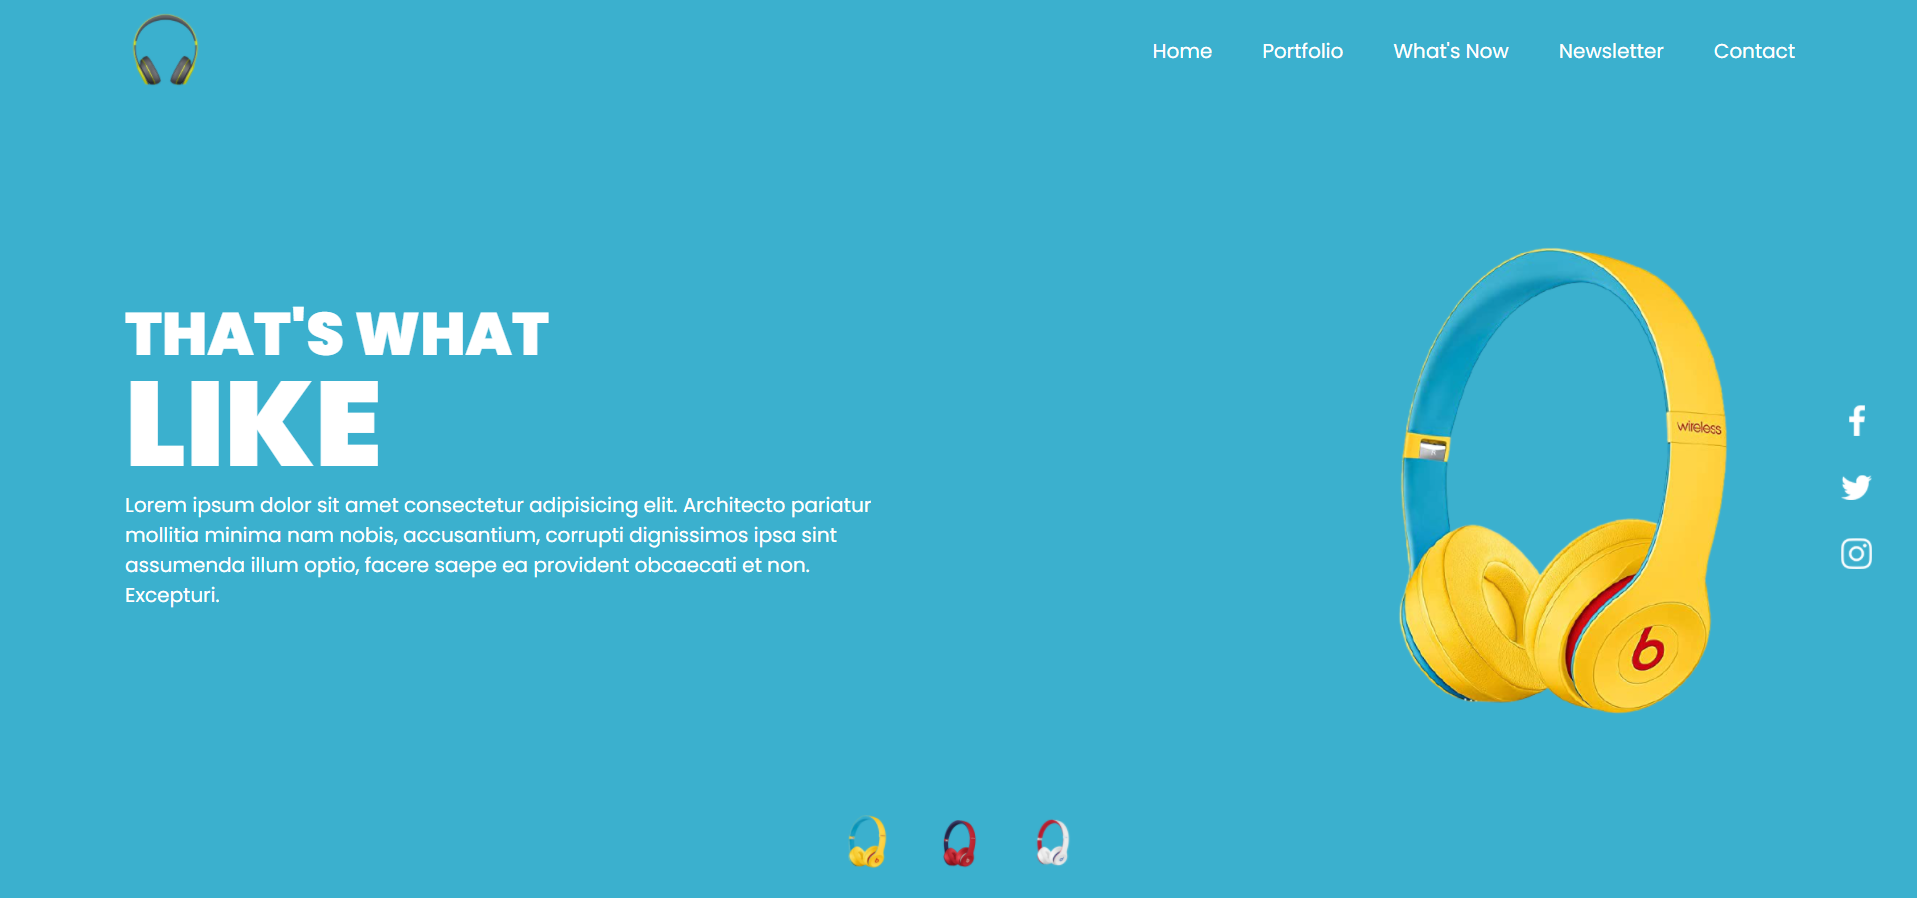 Home Portfolio What's Now Newsletter Contact
THAT'S WHAT
LIKE
Lorem ipsum dolor sit amet consectetur adipisicing elit. Architecto pariatur
mollitia minima nam nobis, accusantium, corrupti dignissimos ipsa sint
assumenda illum optio, facere saepe ea provident obcaecati et non.
Excepturi.
wireless
b